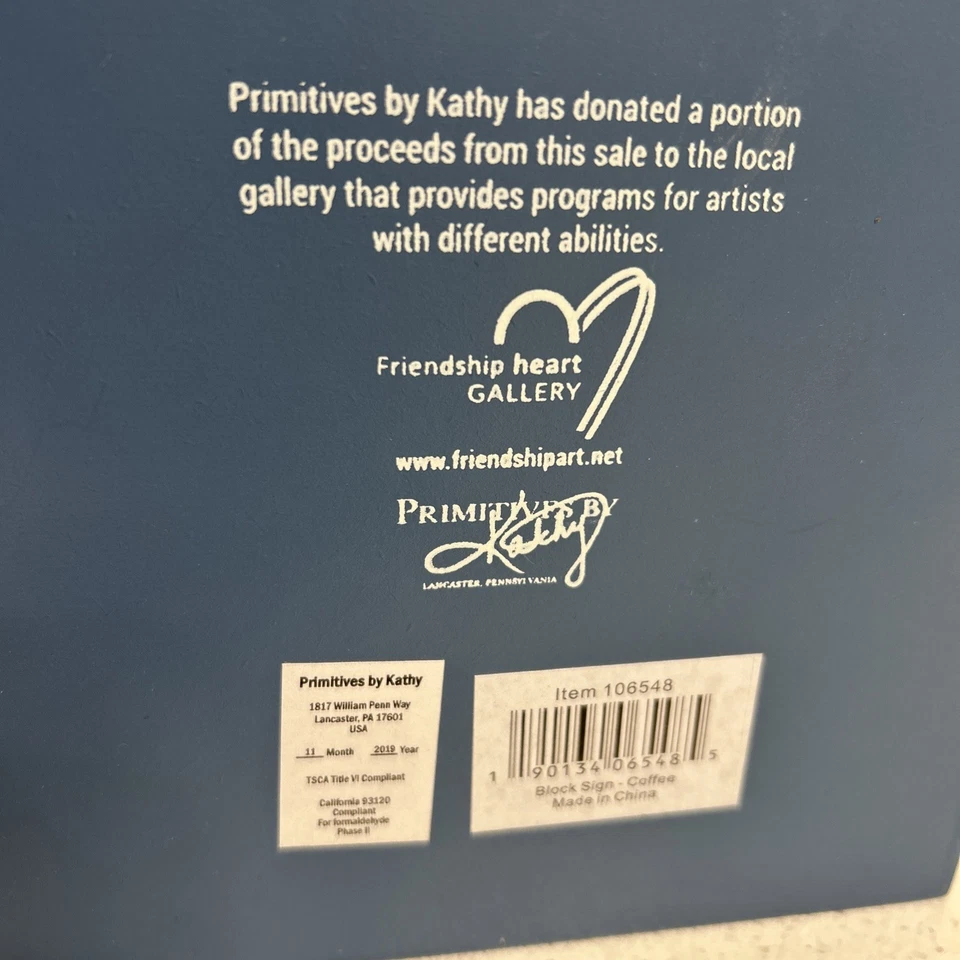 Primitives by Kathy has donated a portion
of the proceeds from this sale to the local
gallery that provides programs for artists
with different abilities.
Friendship heart
GALLERY
www.friendshipart.net
PRIMITIVES BY
Kathy
LANCASTER, PENNSYLVANIA
Primitives by Kathy
1817 William Penn Way
Lancaster, PA 17601
USA
11 Month 2019 Year
TSCA Title VI Compliant
California 93120
Compliant
For formaldehyde
Phase II
Item 106548
1 90134 06548 5
Block Sign - Coffee
Made in China